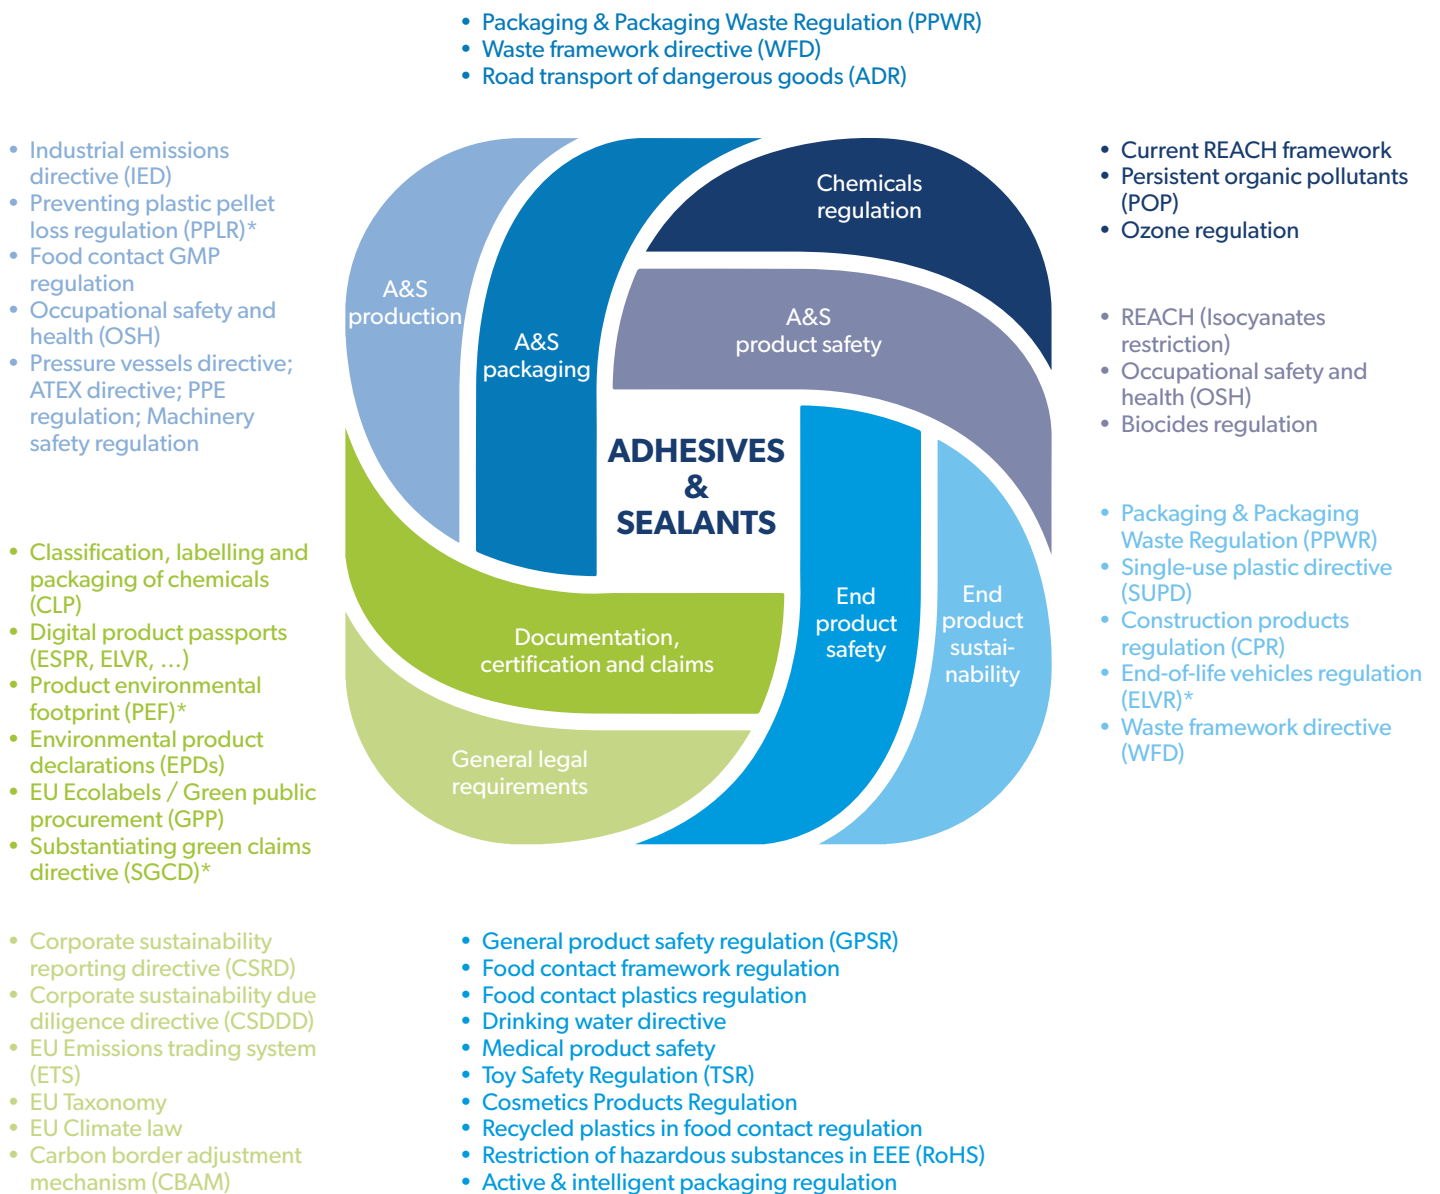 • Packaging & Packaging Waste Regulation (PPWR)
• Waste framework directive (WFD)
• Road transport of dangerous goods (ADR)
• Industrial emissions
directive (IED)
• Preventing plastic pellet
loss regulation (PPLR)*
• Food contact GMP
regulation
• Occupational safety and
health (OSH)
• Pressure vessels directive;
ATEX directive; PPE
regulation; Machinery
safety regulation
• Classification, labelling and
packaging of chemicals
(CLP)
• Digital product passports
(ESPR, ELVR, …)
• Product environmental
footprint (PEF)*
• Environmental product
declarations (EPDs)
• EU Ecolabels / Green public
procurement (GPP)
• Substantiating green claims
directive (SGCD)*
A&S
production
A&S
packaging
Chemicals
regulation
A&S
product safety
ADHESIVES
&
SEALANTS
Documentation,
certification and claims
General legal
requirements
End
product
safety
End
product
sustai-
nability
• Current REACH framework
• Persistent organic pollutants
(POP)
• Ozone regulation
• REACH (Isocyanates
restriction)
• Occupational safety and
health (OSH)
• Biocides regulation
• Packaging & Packaging
Waste Regulation (PPWR)
• Single-use plastic directive
(SUPD)
• Construction products
regulation (CPR)
• End-of-life vehicles regulation
(ELVR)*
• Waste framework directive
(WFD)
• Corporate sustainability
reporting directive (CSRD)
• Corporate sustainability due
diligence directive (CSDDD)
• EU Emissions trading system
(ETS)
• EU Taxonomy
• EU Climate law
• Carbon border adjustment
mechanism (CBAM)
• General product safety regulation (GPSR)
• Food contact framework regulation
• Food contact plastics regulation
• Drinking water directive
• Medical product safety
• Toy Safety Regulation (TSR)
• Cosmetics Products Regulation
• Recycled plastics in food contact regulation
• Restriction of hazardous substances in EEE (RoHS)
• Active & intelligent packaging regulation